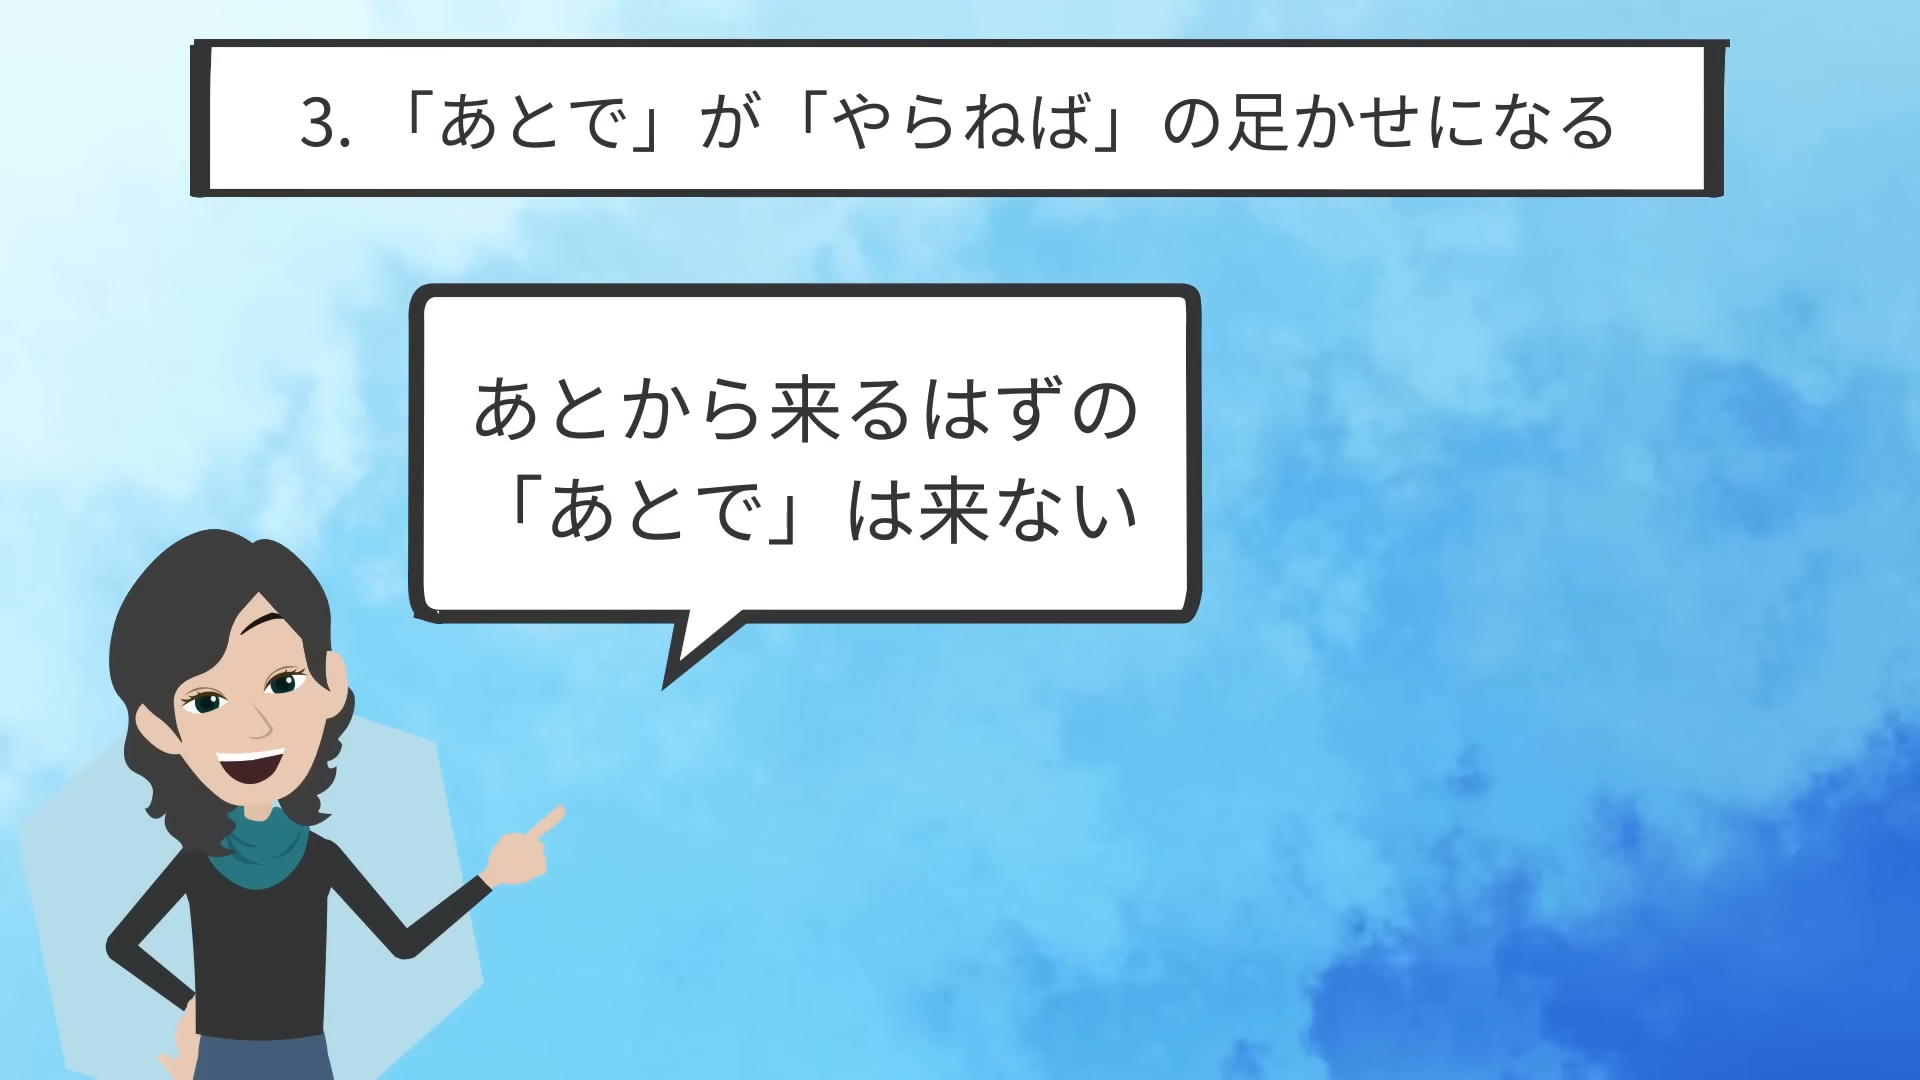 3. 「あとで」が「やらねば」の足かせになる
あとから来るはずの
「あとで」は来ない